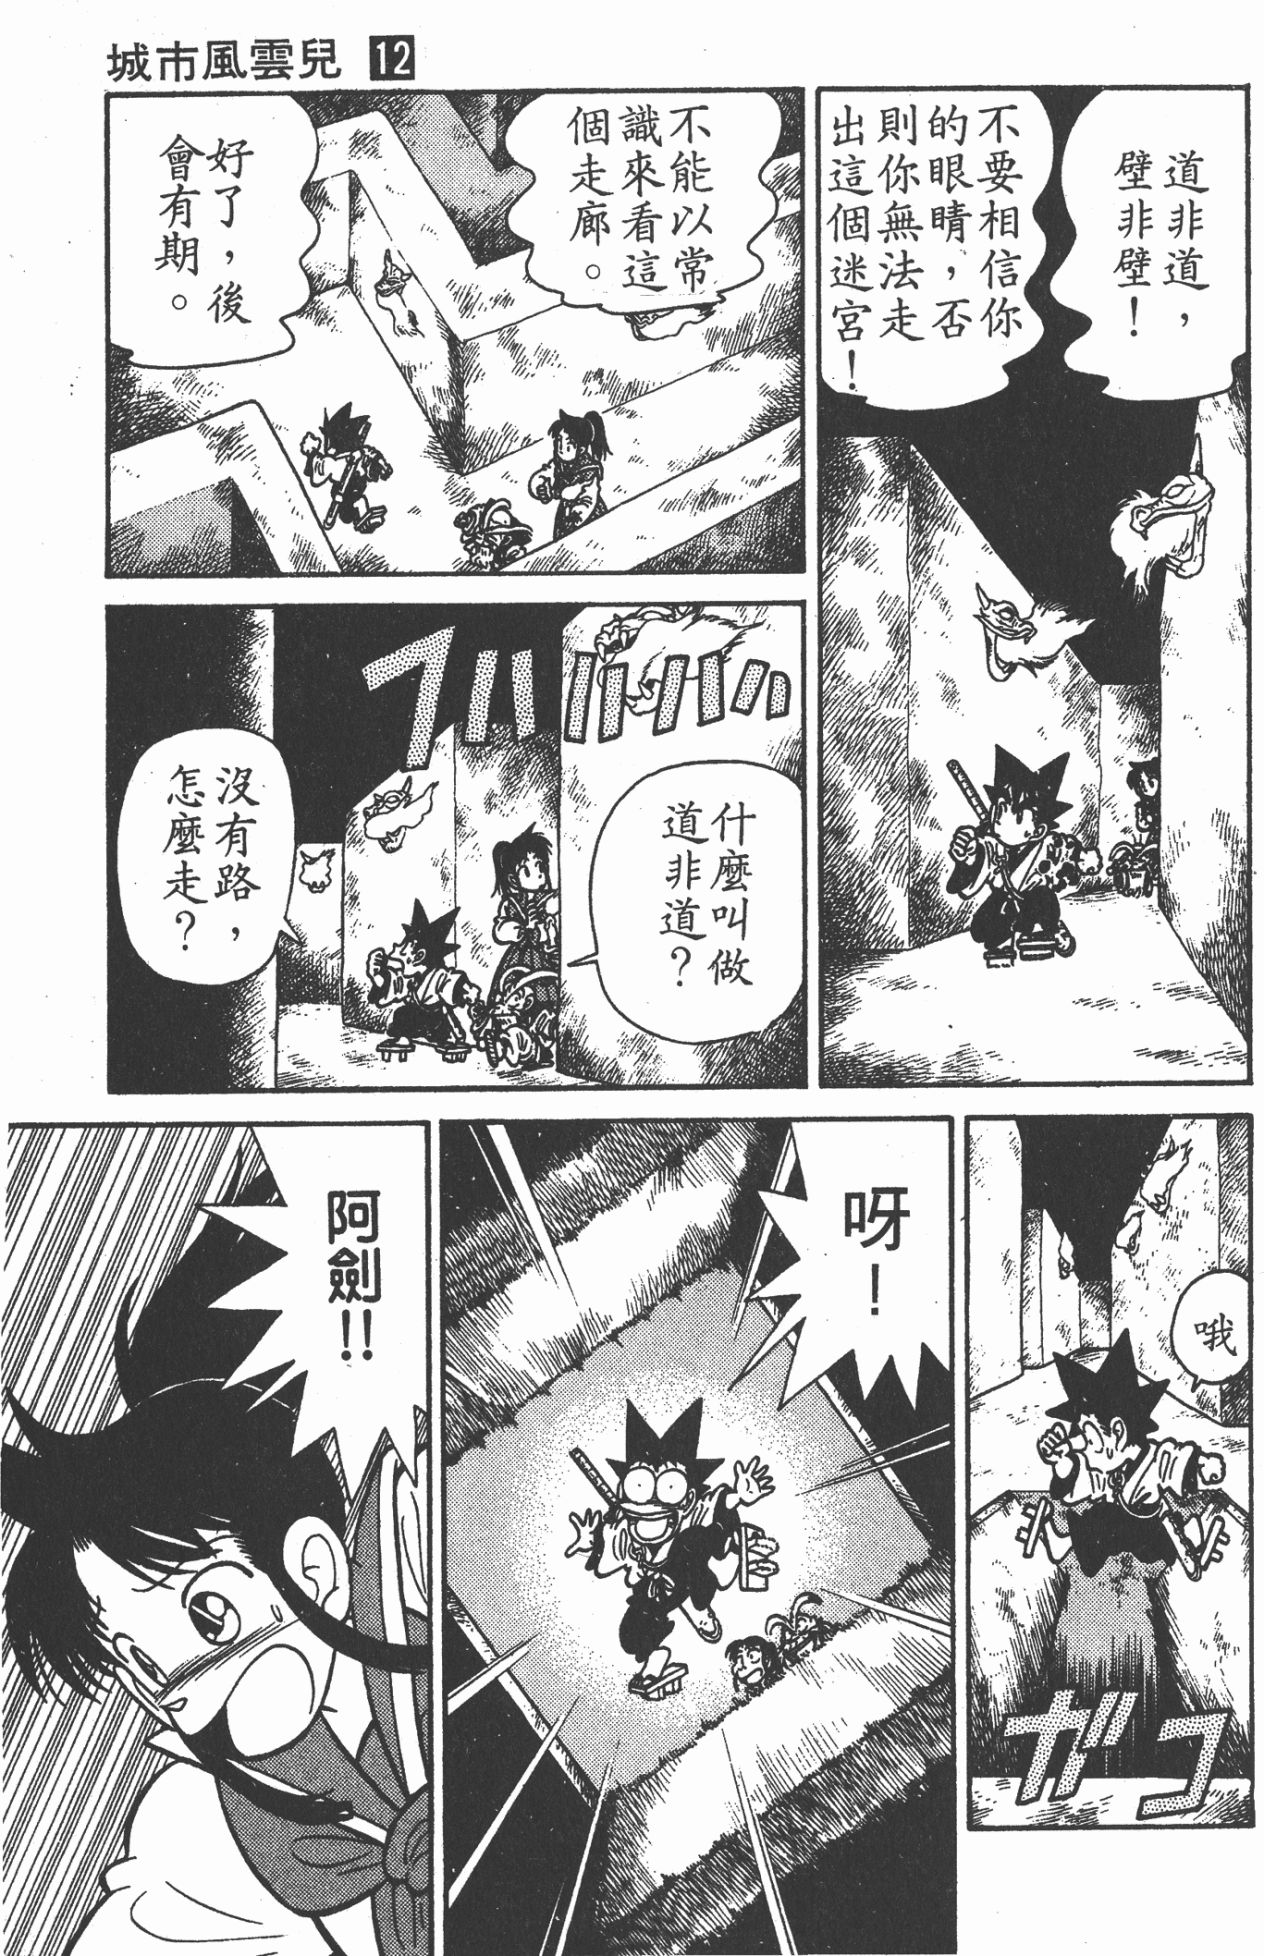 城市風雲兒 12
道非道，
壁非壁！
不要相信你
的眼睛，否
則你無法走
出這個迷宮！
不能以常
識來看這
個走廊。
好了，後
會有期。
什麼叫做
道非道？
沒有路，
怎麼走？
フハハハハハ
哦
ガコ
呀！
阿劍！！